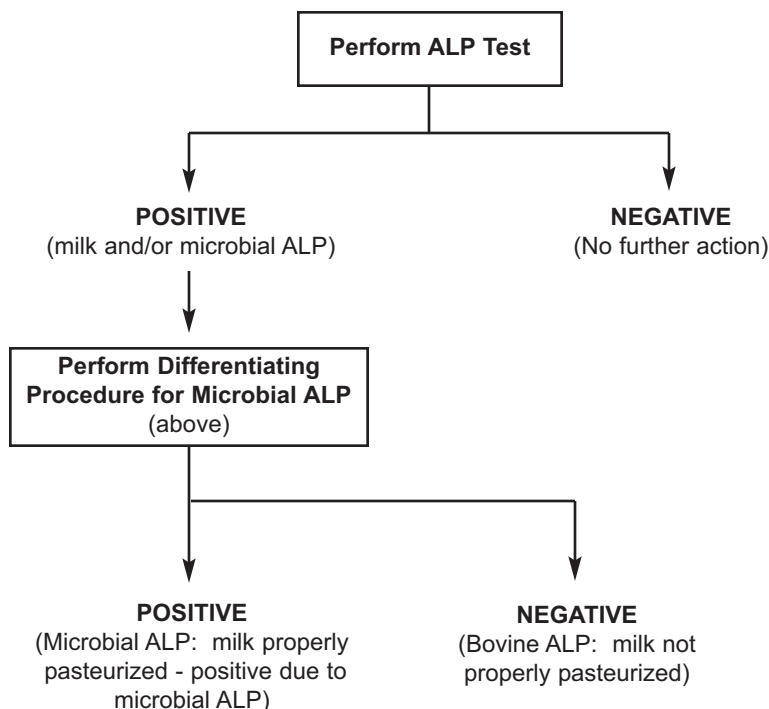 Perform ALP Test
POSITIVE
(milk and/or microbial ALP)
NEGATIVE
(No further action)
Perform Differentiating
Procedure for Microbial ALP
(above)
POSITIVE
(Microbial ALP: milk properly
pasteurized - positive due to
microbial ALP)
NEGATIVE
(Bovine ALP: milk not
properly pasteurized)